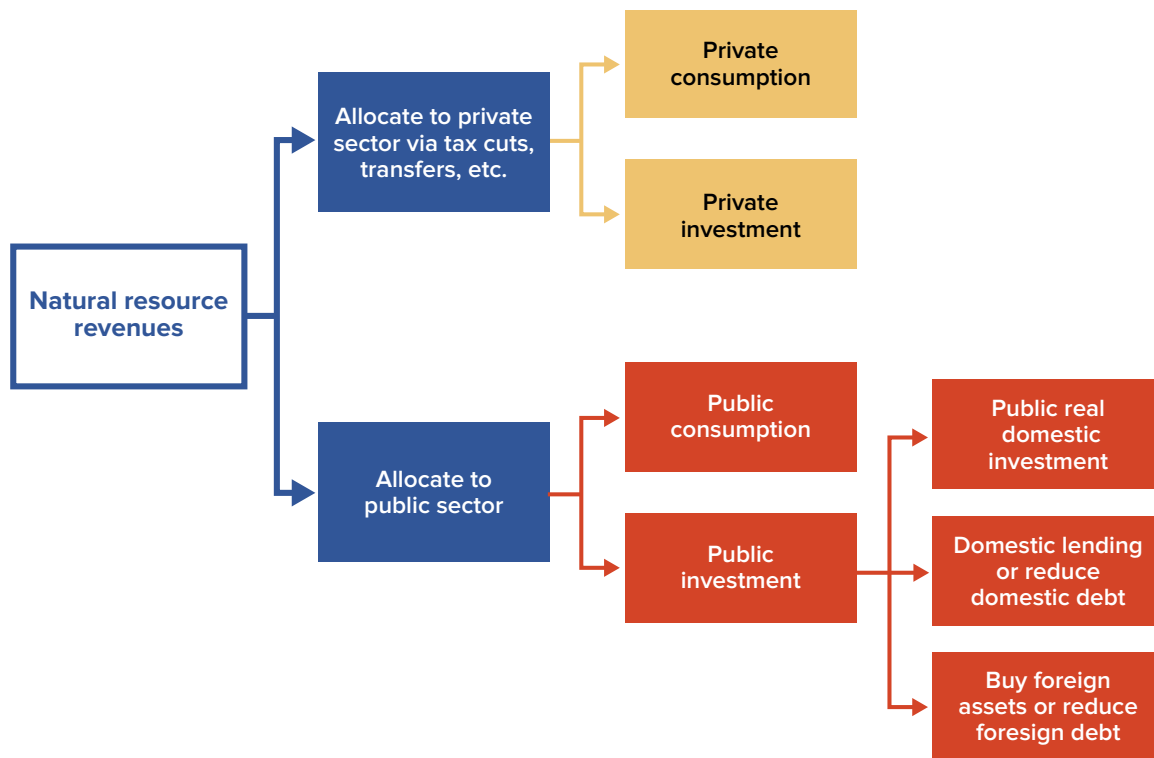 Natural resource
revenues
Allocate to private
sector via tax cuts,
transfers, etc.
Private
consumption
Private
investment
Allocate to
public sector
Public
consumption
Public
investment
Public real
domestic
investment
Domestic lending
or reduce
domestic debt
Buy foreign
assets or reduce
foresign debt